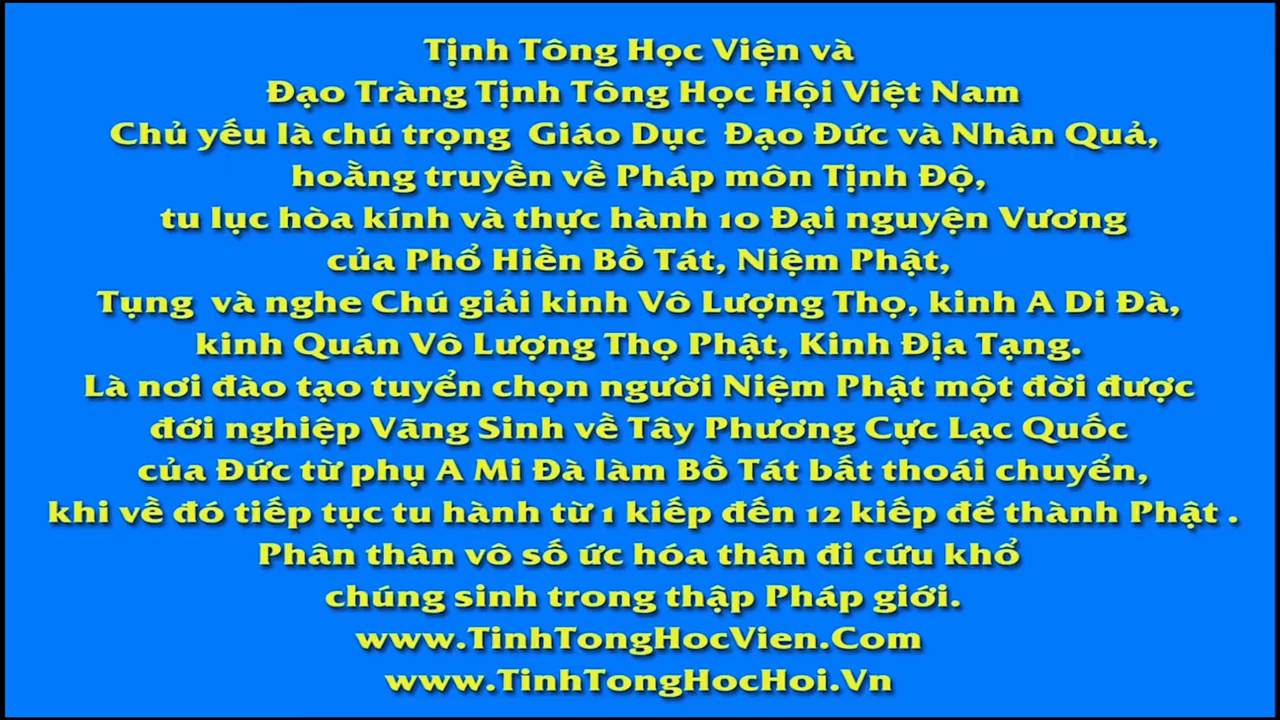 Tịnh Tông Học Viện và
Đạo Tràng Tịnh Tông Học Hội Việt Nam
Chủ yếu là chú trọng Giáo Dục Đạo Đức và Nhân Quả,
hoằng truyền về Pháp môn Tịnh Độ,
tu lục hòa kính và thực hành 10 Đại nguyện Vương
của Phổ Hiền Bồ Tát, Niệm Phật,
Tụng và nghe Chú giải kinh Vô Lượng Thọ, kinh A Di Đà,
kinh Quán Vô Lượng Thọ Phật, Kinh Địa Tạng.
Là nơi đào tạo tuyển chọn người Niệm Phật một đời được
đới nghiệp Vãng Sinh về Tây Phương Cực Lạc Quốc
của Đức từ phụ A Mi Đà làm Bồ Tát bất thoái chuyển,
khi về đó tiếp tục tu hành từ 1 kiếp đến 12 kiếp để thành Phật .
Phân thân vô số ức hóa thân đi cứu khổ
chúng sinh trong thập Pháp giới.
www.TinhTongHocVien.Com
www.TinhTongHocHoi.Vn